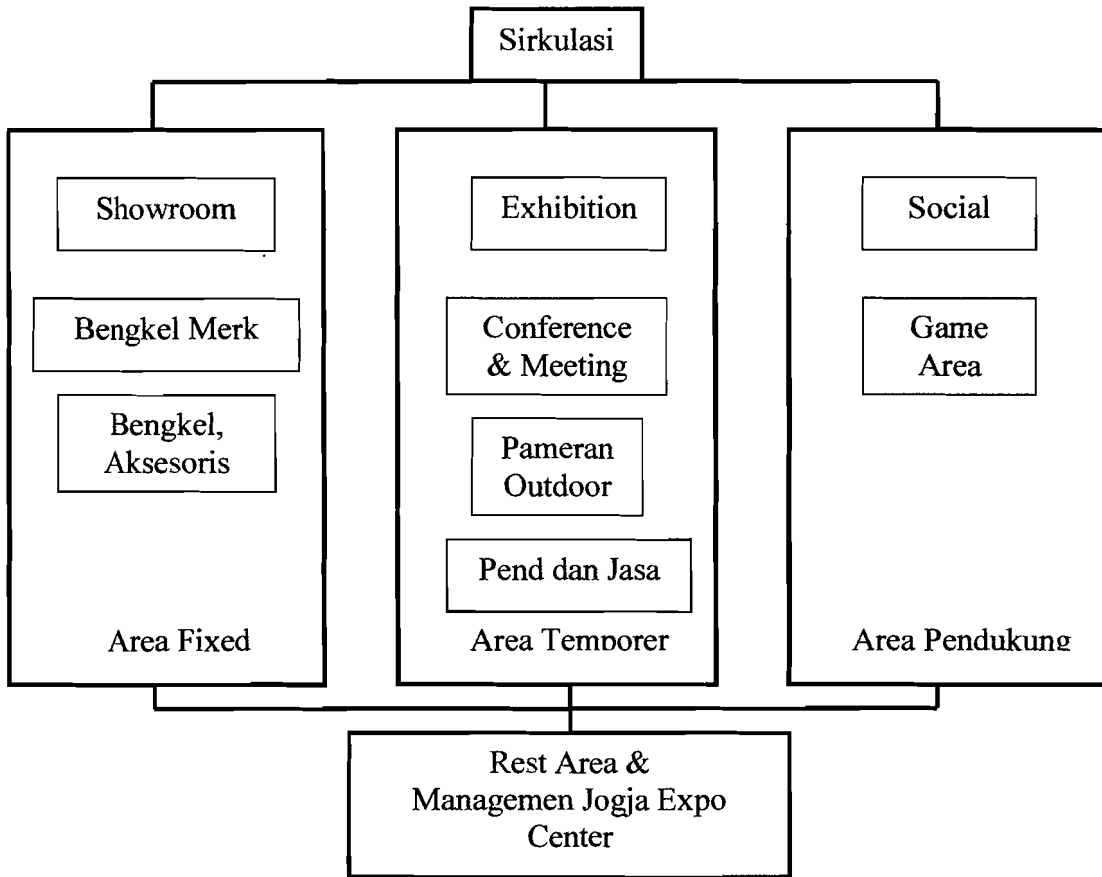 Sirkulasi
Showroom
Bengkel Merk
Bengkel,
Aksesoris
Area Fixed
Exhibition
Conference
& Meeting
Pameran
Outdoor
Pend dan Jasa
Area Temporer
Social
Game
Area
Area Pendukung
Rest Area &
Managemen Jogja Expo
Center